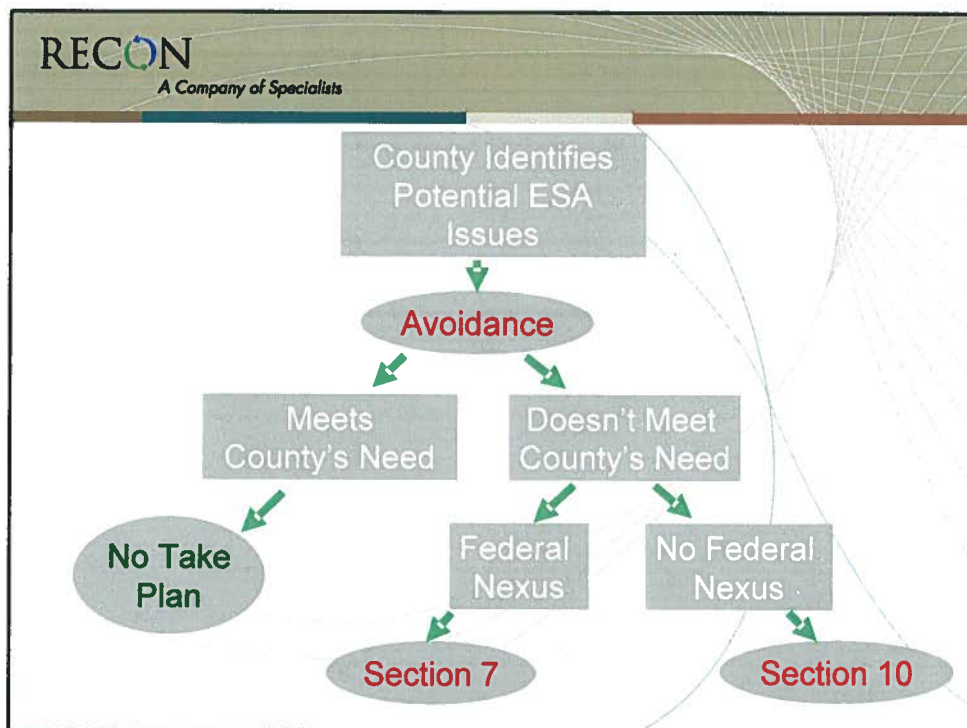 RECON
A Company of Specialists
County Identifies
Potential ESA
Issues
Avoidance
Meets
County's Need
Doesn't Meet
County's Need
No Take
Plan
Federal
Nexus
No Federal
Nexus
Section 7
Section 10